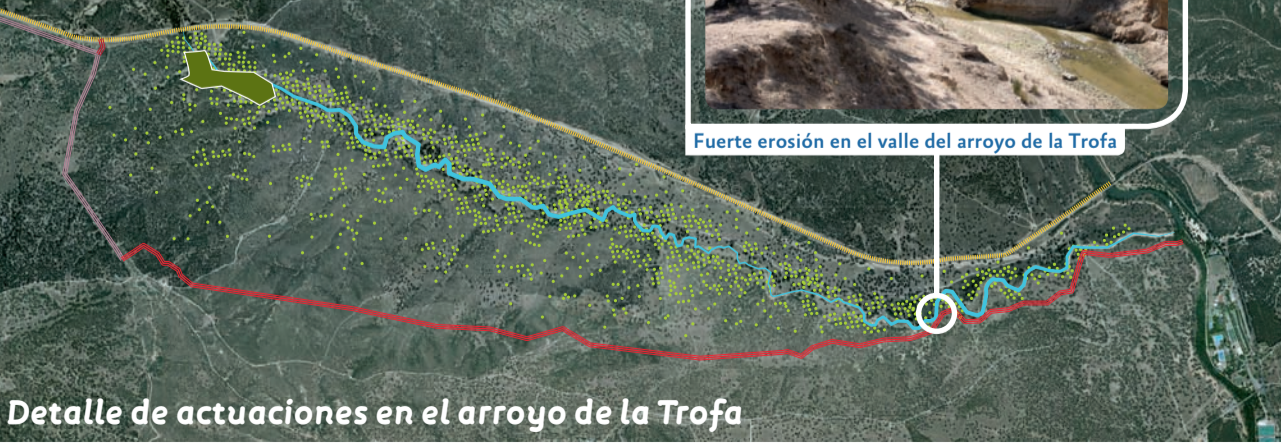 Fuerte erosión en el valle del arroyo de la Trofa
Detalle de actuaciones en el arroyo de la Trofa